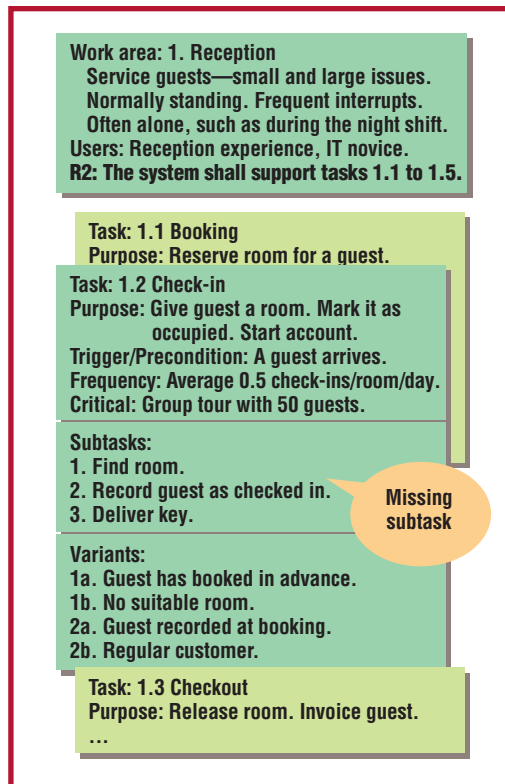 Work area: 1. Reception
Service guests—small and large issues.
Normally standing. Frequent interrupts.
Often alone, such as during the night shift.
Users: Reception experience, IT novice.
R2: The system shall support tasks 1.1 to 1.5.
Task: 1.1 Booking
Purpose: Reserve room for a guest.
Task: 1.2 Check-in
Purpose: Give guest a room. Mark it as
occupied. Start account.
Trigger/Precondition: A guest arrives.
Frequency: Average 0.5 check-ins/room/day.
Critical: Group tour with 50 guests.
Subtasks:
1. Find room.
2. Record guest as checked in.
3. Deliver key.
Missing
subtask
Variants:
1a. Guest has booked in advance.
1b. No suitable room.
2a. Guest recorded at booking.
2b. Regular customer.
Task: 1.3 Checkout
Purpose: Release room. Invoice guest.
…